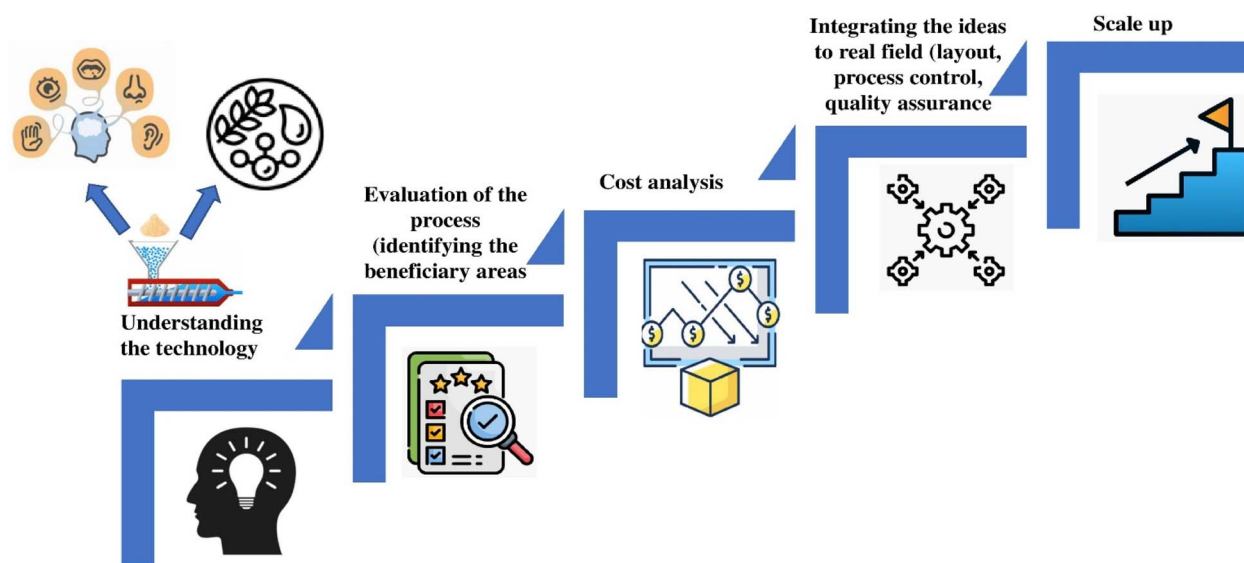 Understanding
the technology
Evaluation of the
process
(identifying the
beneficiary areas
Cost analysis
$
$
$
$
Integrating the ideas
to real field (layout,
process control,
quality assurance
Scale up